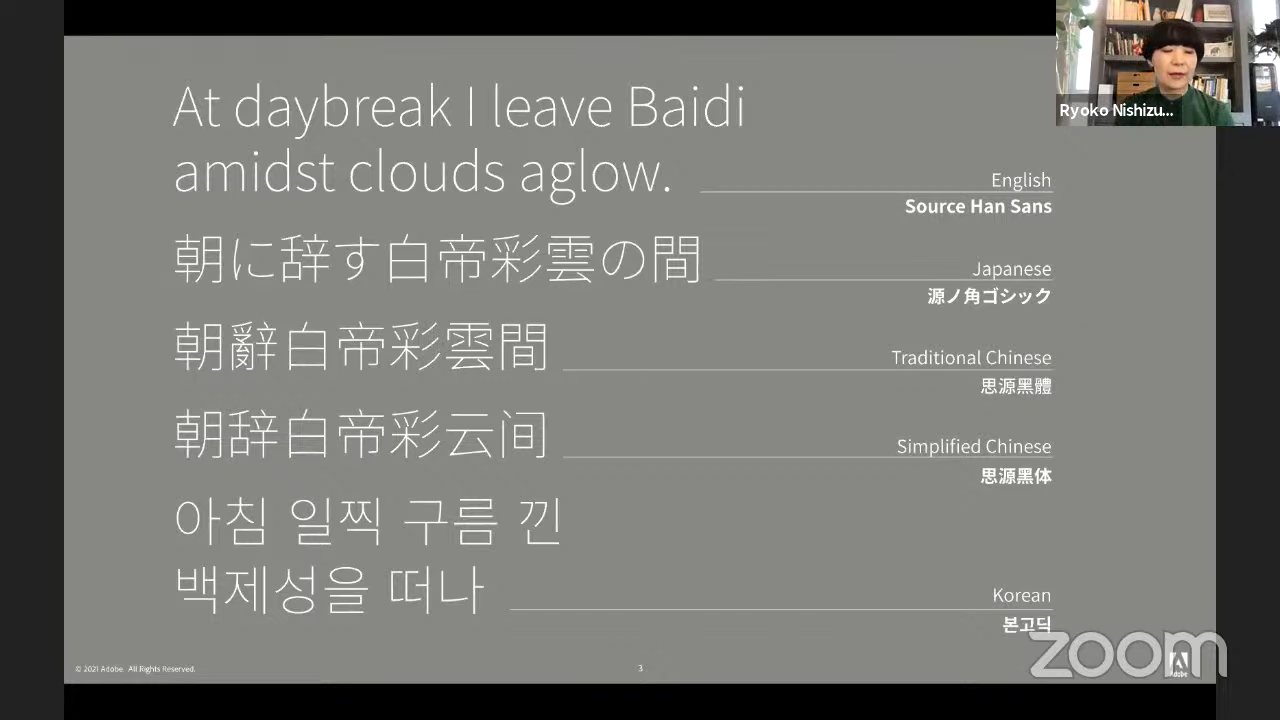 Ryoko Nishizu...
At daybreak I leave Baidi
amidst clouds aglow.
English
Source Han Sans
朝に辞す白帝彩雲の間
Japanese
源ノ角ゴシック
朝辭白帝彩雲間
Traditional Chinese
思源黑體
朝辞白帝彩云间
Simplified Chinese
思源黑体
아침 일찍 구름 낀
백제성을 떠나
Korean
본고딕
© 2021 Adobe. All Rights Reserved.
3
zoom
Adobe